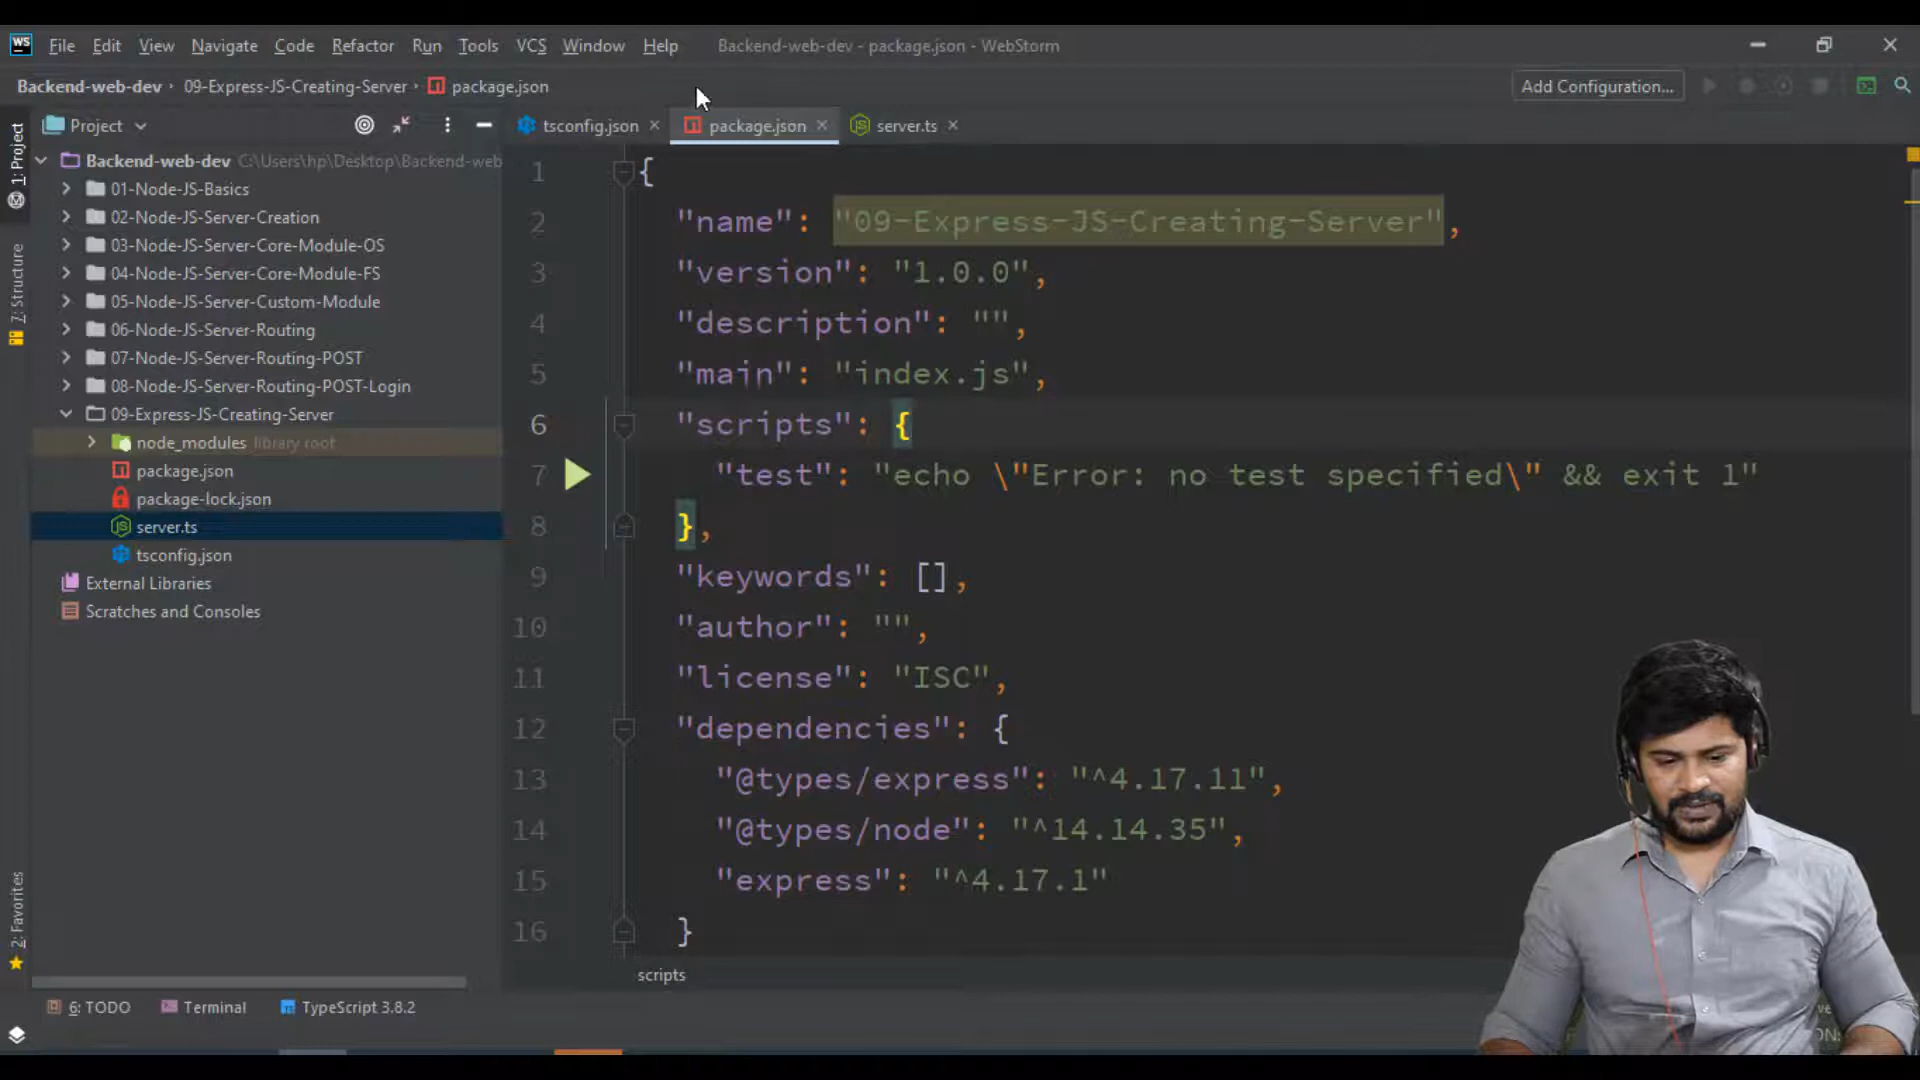 WS File Edit View Navigate Code Refactor Run Tools VCS Window Help Backend-web-dev - package.json - WebStorm
Backend-web-dev › 09-Express-JS-Creating-Server › package.json Add Configuration...
1: Project
7: Structure
2: Favorites
Project
tsconfig.json package.json server.ts
Backend-web-dev C:\Users\hp\Desktop\Backend-web
01-Node-JS-Basics
02-Node-JS-Server-Creation
03-Node-JS-Server-Core-Module-OS
04-Node-JS-Server-Core-Module-FS
05-Node-JS-Server-Custom-Module
06-Node-JS-Server-Routing
07-Node-JS-Server-Routing-POST
08-Node-JS-Server-Routing-POST-Login
09-Express-JS-Creating-Server
node_modules library root
package.json
package-lock.json
server.ts
tsconfig.json
External Libraries
Scratches and Consoles
1 {
2 "name": "09-Express-JS-Creating-Server",
3 "version": "1.0.0",
4 "description": "",
5 "main": "index.js",
6 "scripts": {
7 "test": "echo \"Error: no test specified\" && exit 1"
8 },
9 "keywords": [],
10 "author": "",
11 "license": "ISC",
12 "dependencies": {
13 "@types/express": "^4.17.11",
14 "@types/node": "^14.14.35",
15 "express": "^4.17.1"
16 }
scripts
6: TODO Terminal TypeScript 3.8.2